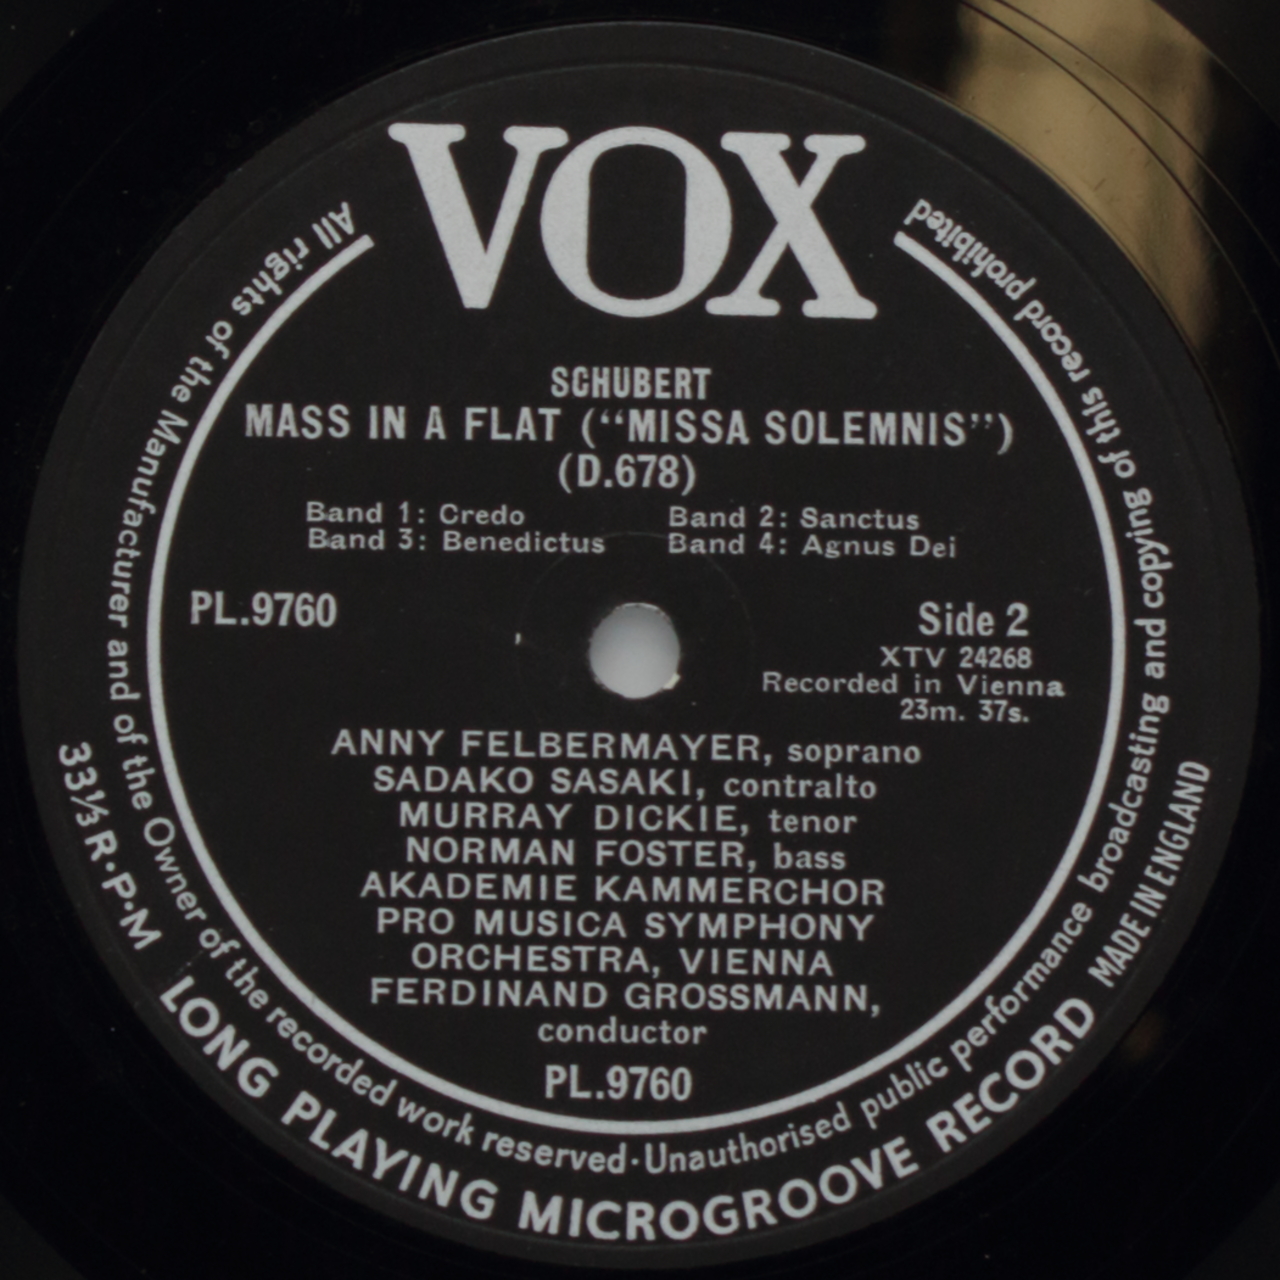 VOX
SCHUBERT
MASS IN A FLAT (“MISSA SOLEMNIS”)
(D.678)
Band 1: Credo Band 2: Sanctus
Band 3: Benedictus Band 4: Agnus Dei
PL.9760
Side 2
XTV 24268
Recorded in Vienna
23m. 37s.
ANNY FELBERMAYER, soprano
SADAKO SASAKI, contralto
MURRAY DICKIE, tenor
NORMAN FOSTER, bass
AKADEMIE KAMMERCHOR
PRO MUSICA SYMPHONY
ORCHESTRA, VIENNA
FERDINAND GROSSMANN,
conductor
PL.9760
All rights of the Manufacturer and of the Owner of the recorded work reserved·Unauthorised public performance broadcasting and copying of this record prohibited
33⅓ R·P·M LONG PLAYING MICROGROOVE RECORD MADE IN ENGLAND